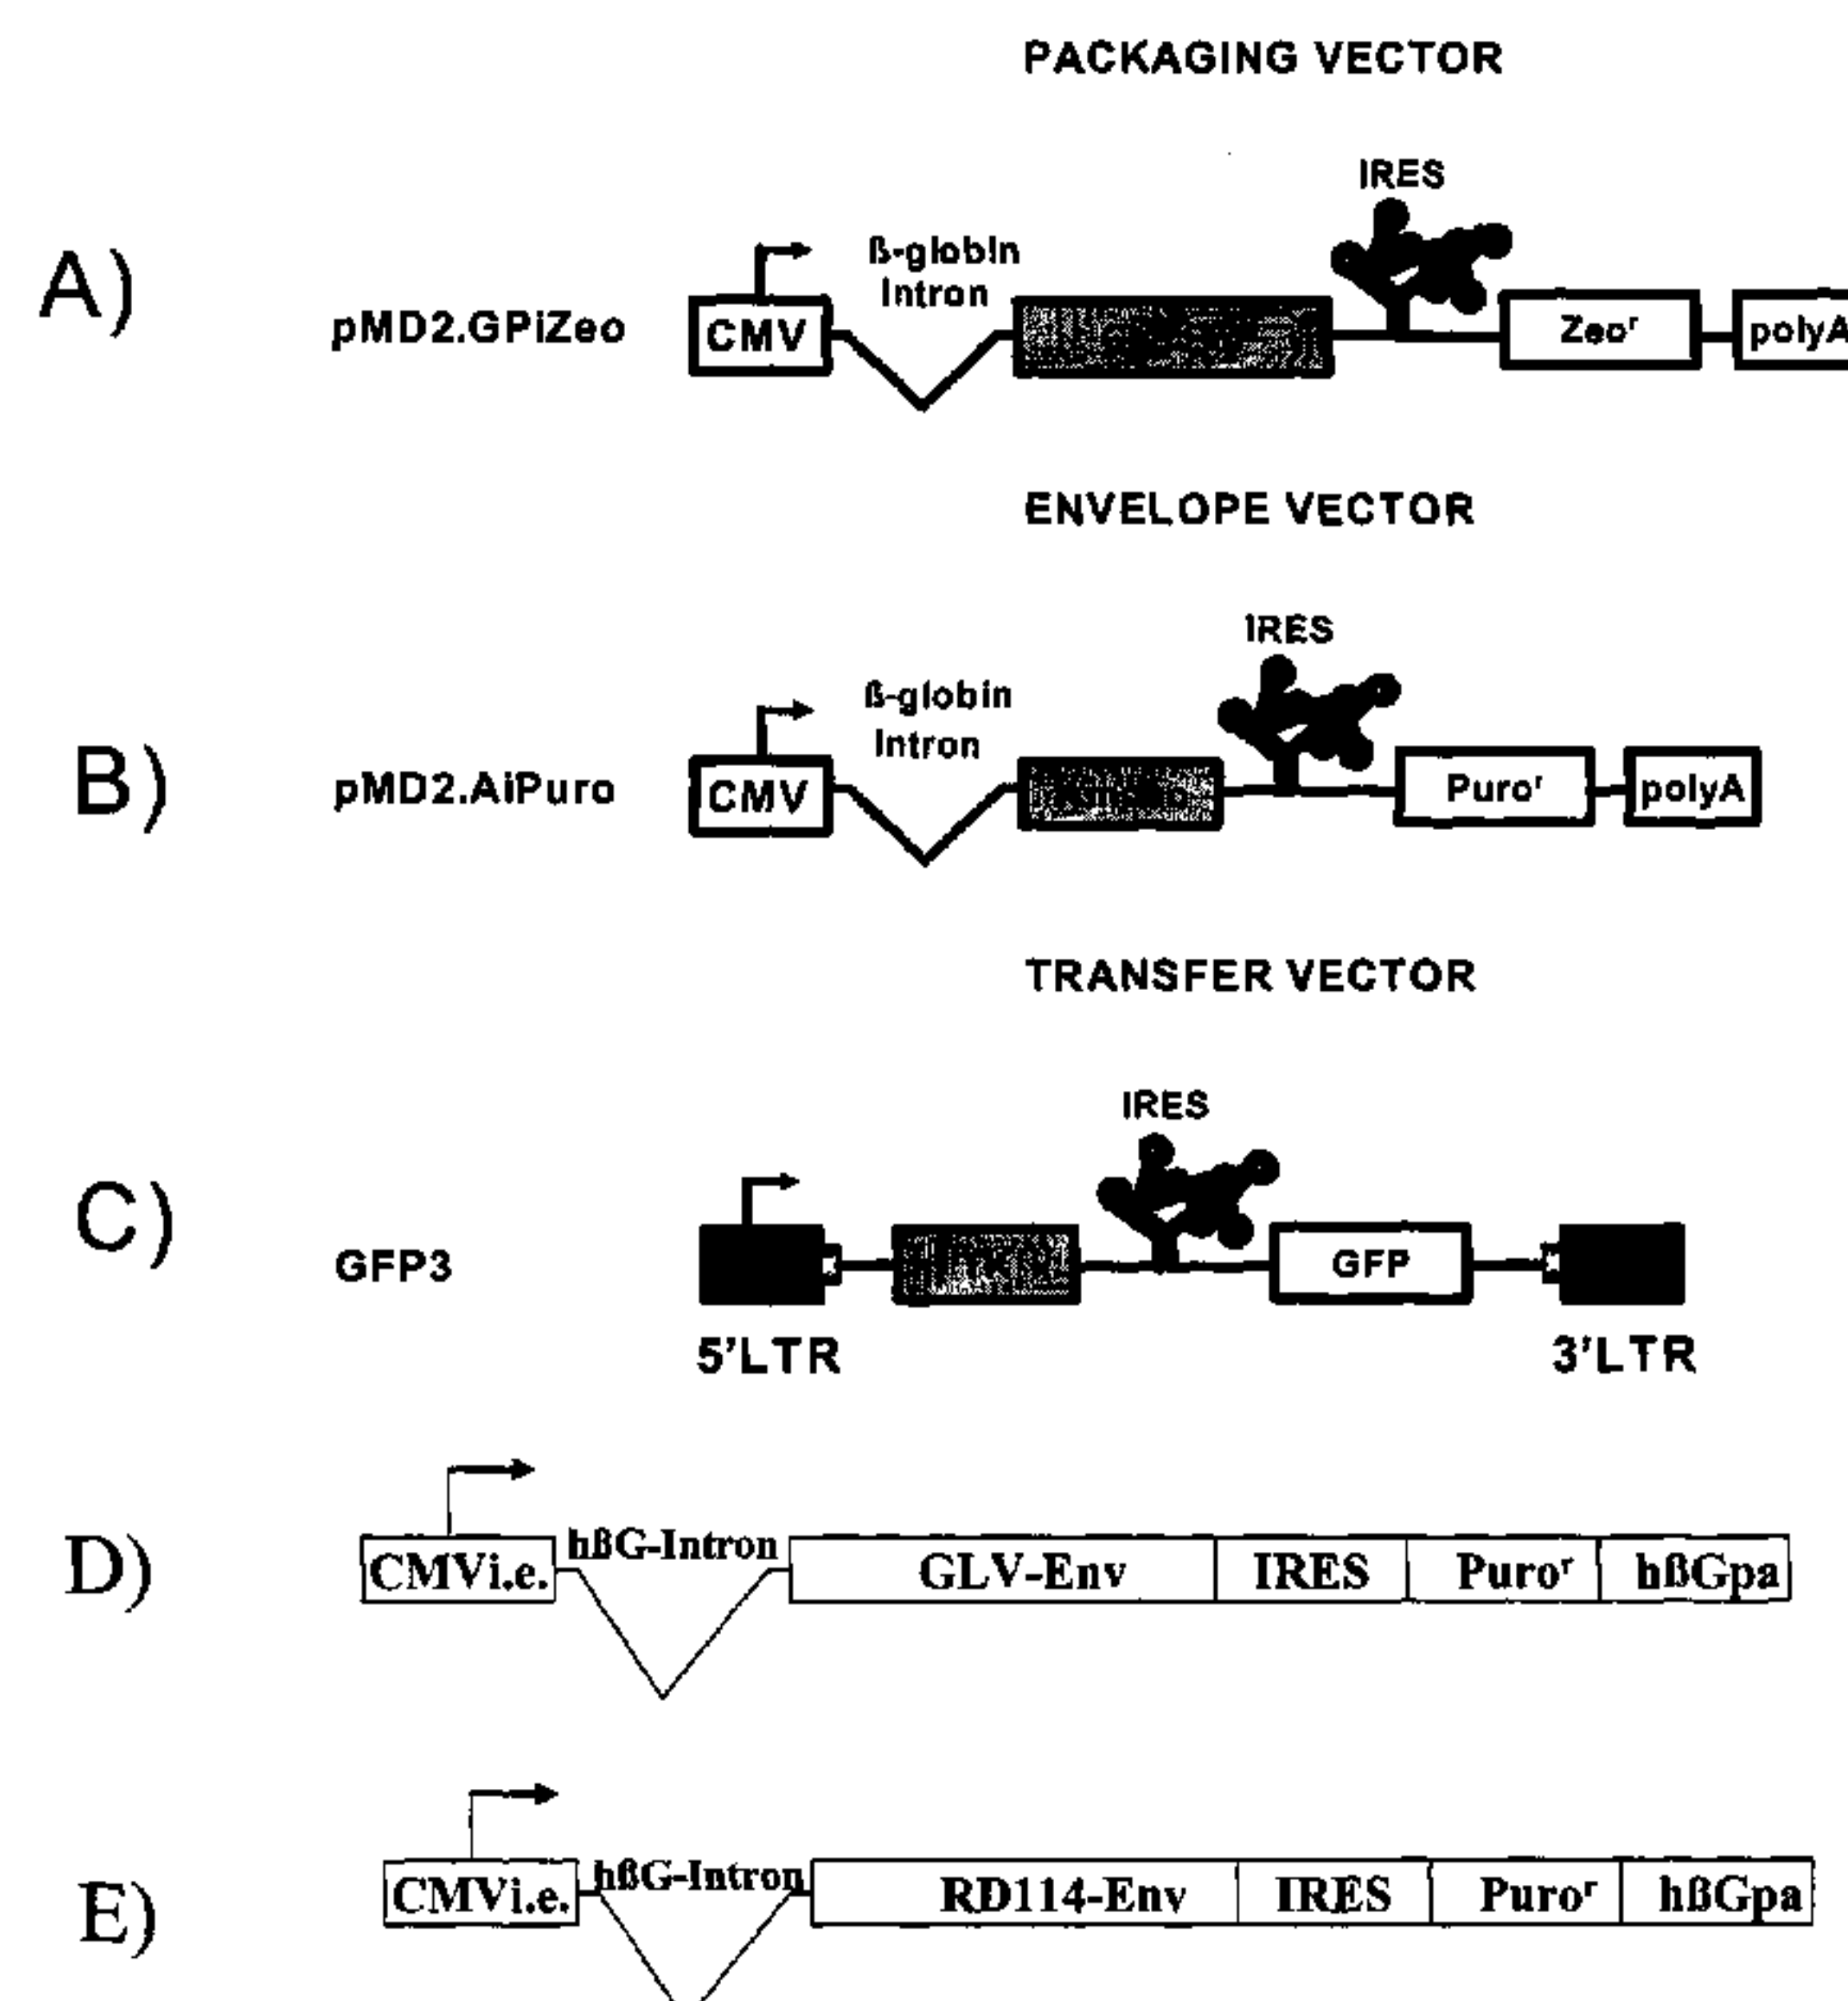 PACKAGING VECTOR
A)
pMD2.GPiZeo
CMV
ß-globin
Intron
IRES
Zeoʳ
polyA
ENVELOPE VECTOR
B)
pMD2.AiPuro
CMV
ß-globin
Intron
IRES
Puroʳ
polyA
TRANSFER VECTOR
C)
GFP3
IRES
GFP
5'LTR
3'LTR
D)
CMVi.e.
hßG-Intron
GLV-Env
IRES
Puroʳ
hßGpa
E)
CMVi.e.
hßG-Intron
RD114-Env
IRES
Puroʳ
hßGpa